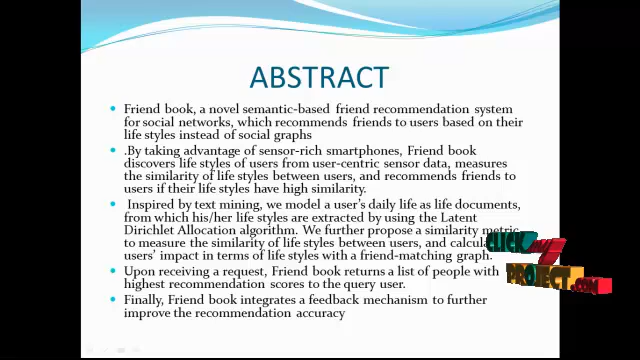 ABSTRACT
Friend book, a novel semantic-based friend recommendation system
for social networks, which recommends friends to users based on their
life styles instead of social graphs
.By taking advantage of sensor-rich smartphones, Friend book
discovers life styles of users from user-centric sensor data, measures
the similarity of life styles between users, and recommends friends to
users if their life styles have high similarity.
Inspired by text mining, we model a user's daily life as life documents,
from which his/her life styles are extracted by using the Latent
Dirichlet Allocation algorithm. We further propose a similarity metric
to measure the similarity of life styles between users, and calcula
users' impact in terms of life styles with a friend-matching graph.
Upon receiving a request, Friend book returns a list of people with
highest recommendation scores to the query user.
Finally, Friend book integrates a feedback mechanism to further
improve the recommendation accuracy
CLICK MY
PROJECT.COM